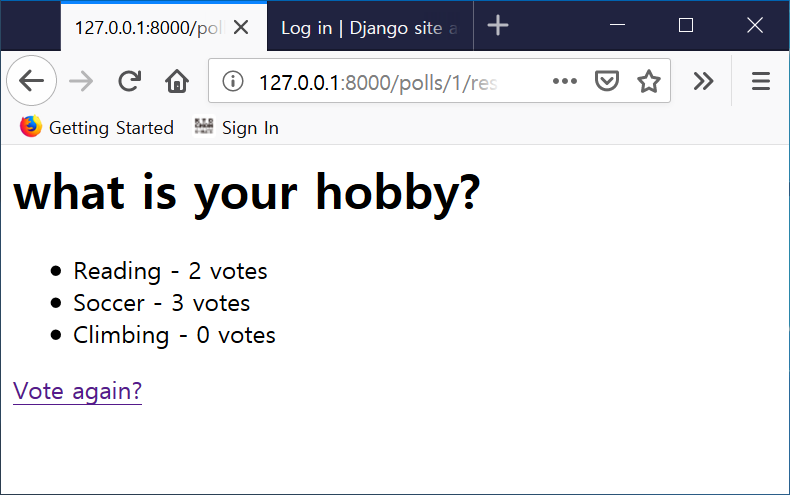 127.0.0.1:8000/pol
Log in | Django site a
127.0.0.1:8000/polls/1/res
Getting Started
Sign In
what is your hobby?
Reading - 2 votes
Soccer - 3 votes
Climbing - 0 votes
Vote again?